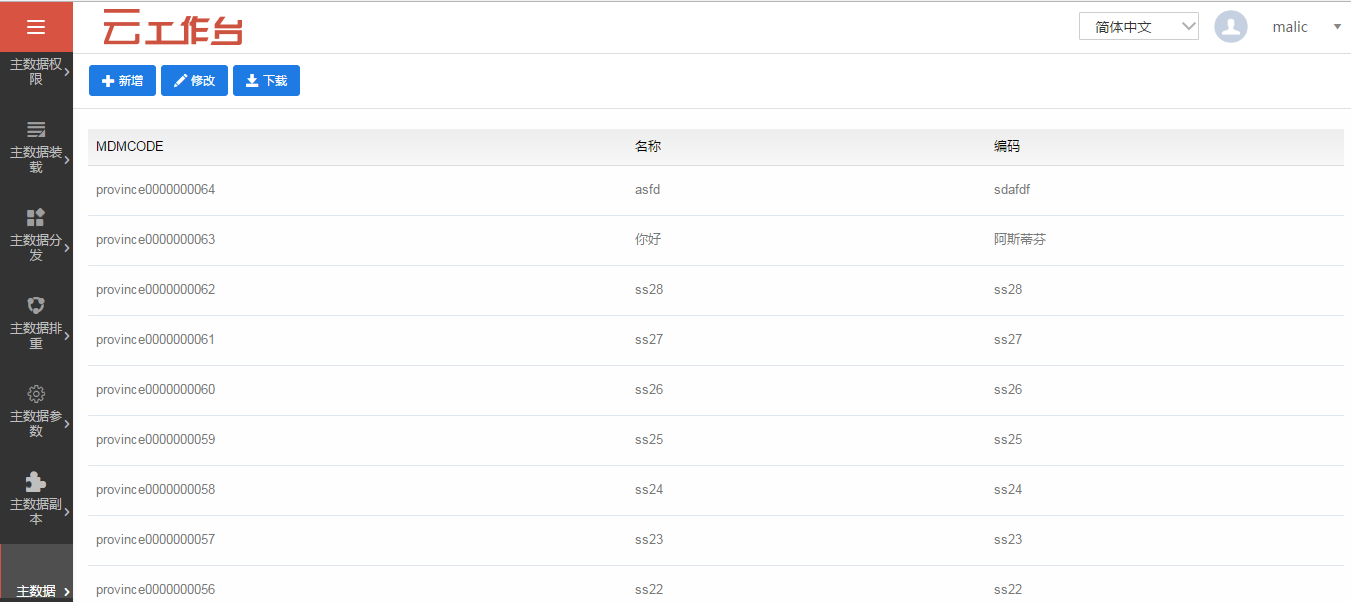 云工作台
简体中文
malic
主数据权
限
主数据装
载
主数据分
发
主数据排
重
主数据参
数
主数据副
本
主数据
新增 修改 下载
MDMCODE 名称 编码
province0000000064 asfd sdafdf
province0000000063 你好 阿斯蒂芬
province0000000062 ss28 ss28
province0000000061 ss27 ss27
province0000000060 ss26 ss26
province0000000059 ss25 ss25
province0000000058 ss24 ss24
province0000000057 ss23 ss23
province0000000056 ss22 ss22